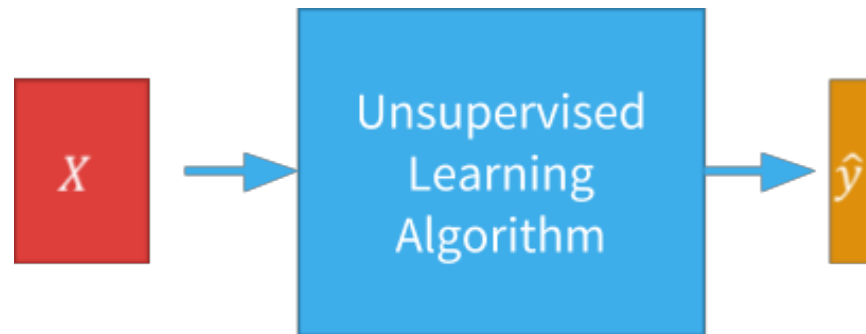 X
Unsupervised
Learning
Algorithm
ŷ